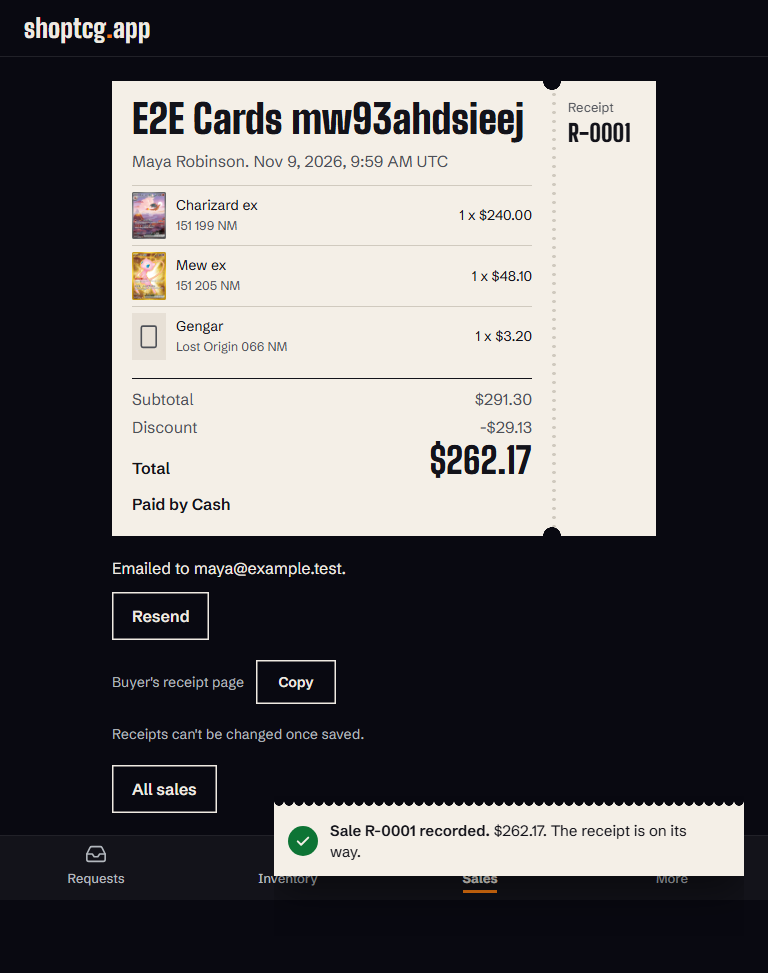 shoptcg.app
E2E Cards mw93ahdsieej
Maya Robinson. Nov 9, 2026, 9:59 AM UTC
Receipt
R-0001
Charizard ex
151 199 NM
1 x $240.00
Mew ex
151 205 NM
1 x $48.10
Gengar
Lost Origin 066 NM
1 x $3.20
Subtotal
$291.30
Discount
-$29.13
Total
$262.17
Paid by Cash
Emailed to maya@example.test.
Resend
Buyer's receipt page
Copy
Receipts can't be changed once saved.
All sales
Sale R-0001 recorded. $262.17. The receipt is on its
way.
Requests
Inventory
Sales
More